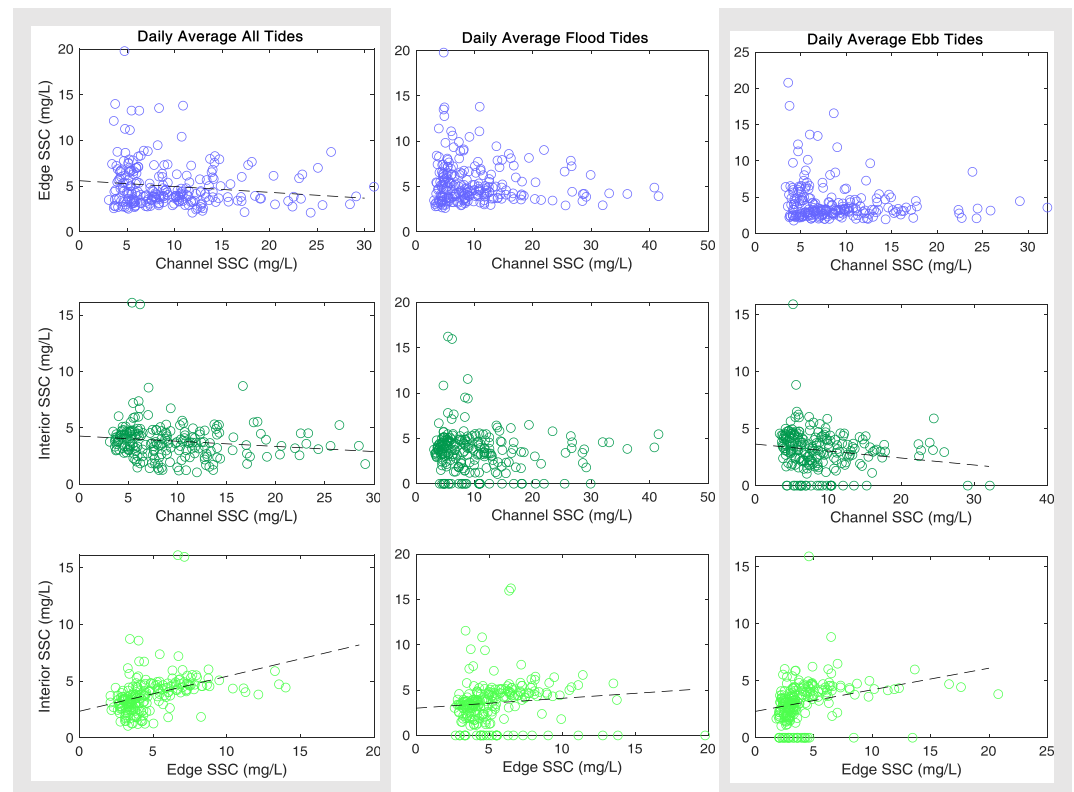 Daily Average All Tides
Daily Average Flood Tides
Daily Average Ebb Tides
20
15
10
5
0
Edge SSC (mg/L)
0 5 10 15 20 25 30
Channel SSC (mg/L)
20
15
10
5
0
0 10 20 30 40 50
Channel SSC (mg/L)
25
20
15
10
5
0
0 5 10 15 20 25 30
Channel SSC (mg/L)
15
10
5
0
Interior SSC (mg/L)
0 5 10 15 20 25 30
Channel SSC (mg/L)
20
15
10
5
0
0 10 20 30 40 50
Channel SSC (mg/L)
15
10
5
0
0 10 20 30 40
Channel SSC (mg/L)
15
10
5
0
Interior SSC (mg/L)
0 5 10 15 20
Edge SSC (mg/L)
20
15
10
5
0
0 5 10 15 20
Edge SSC (mg/L)
15
10
5
0
0 5 10 15 20 25
Edge SSC (mg/L)